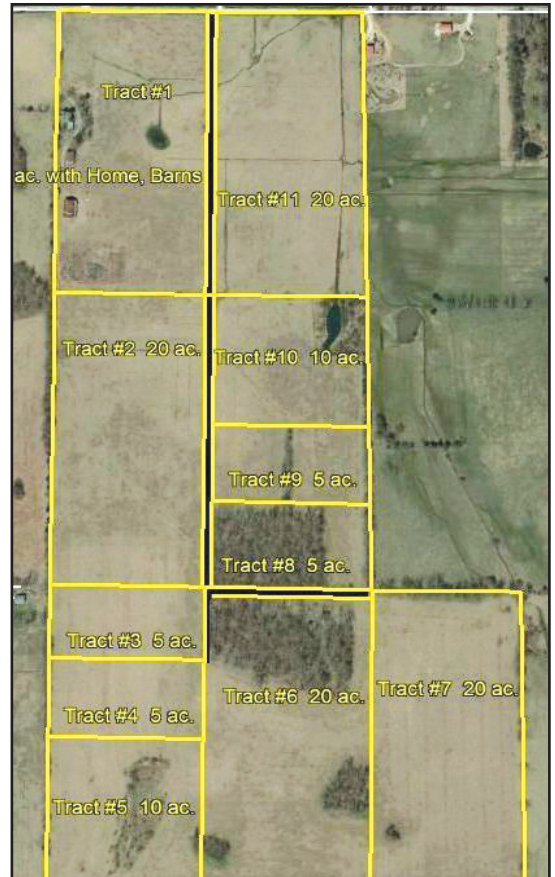 Tract #1
ac. with Home, Barns
Tract #11 20 ac.
Tract #2 20 ac.
Tract #10 10 ac.
Tract #9 5 ac.
Tract #8 5 ac.
Tract #3 5 ac.
Tract #6 20 ac.
Tract #7 20 ac.
Tract #4 5 ac.
Tract #5 10 ac.